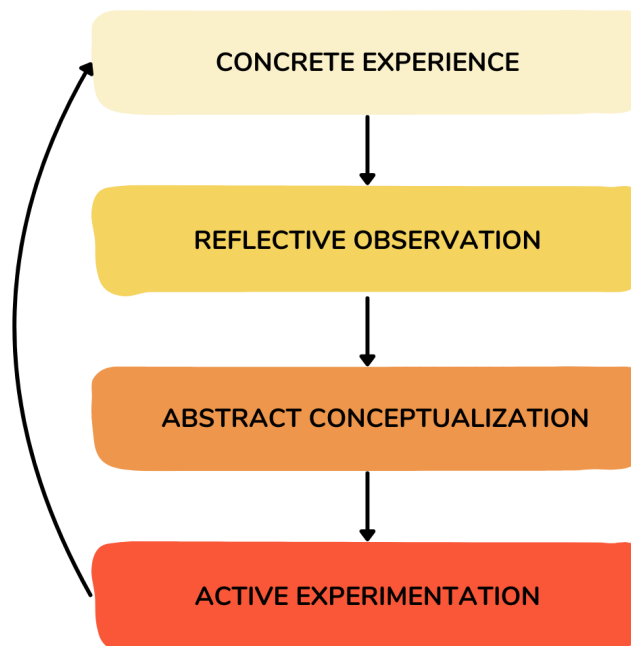 CONCRETE EXPERIENCE
REFLECTIVE OBSERVATION
ABSTRACT CONCEPTUALIZATION
ACTIVE EXPERIMENTATION